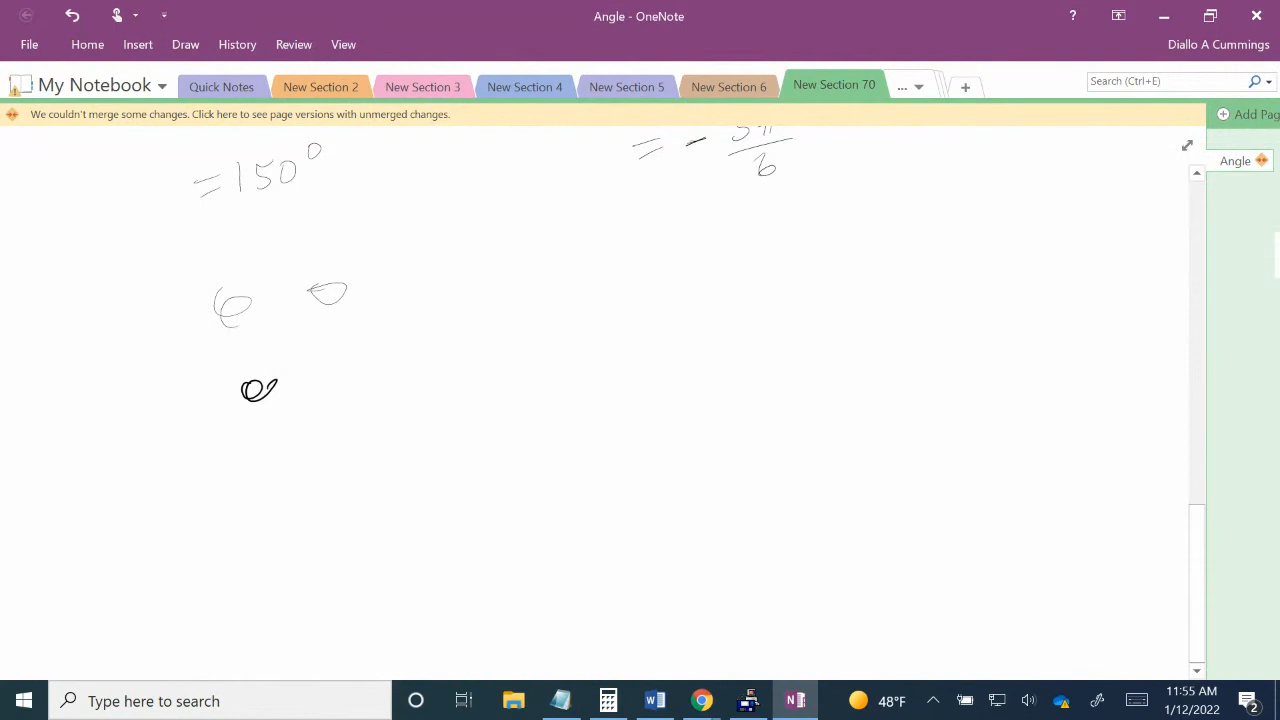 Angle - OneNote
Diallo A Cummings
File Home Insert Draw History Review View
My Notebook Quick Notes New Section 2 New Section 3 New Section 4 New Section 5 New Section 6 New Section 70 ... +
Search (Ctrl+E)
We couldn't merge some changes. Click here to see page versions with unmerged changes.
Add Pag
Angle
= 150°
= - 5π/6
Type here to search
48°F
11:55 AM
1/12/2022
2